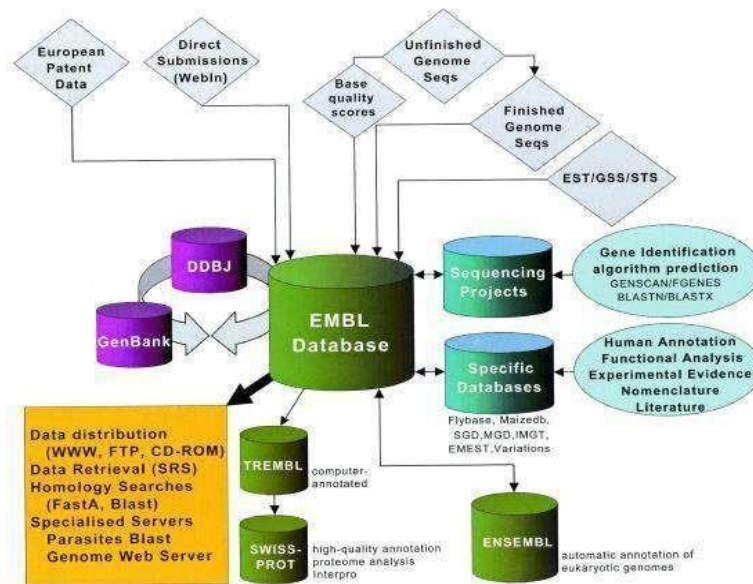 European
Patent
Data
Direct
Submissions
(WebIn)
Base
quality
scores
Unfinished
Genome
Seqs
Finished
Genome
Seqs
EST/GSS/STS
DDBJ
GenBank
EMBL
Database
Sequencing
Projects
Gene Identification
algorithm prediction
GENSCAN/FGENES
BLASTN/BLASTX
Specific
Databases
Flybase, Maizedb,
SGD,MGD,IMGT,
EMEST,Variations
Human Annotation
Functional Analysis
Experimental Evidence
Nomenclature
Literature
Data distribution
(WWW, FTP, CD-ROM)
Data Retrieval (SRS)
Homology Searches
(FastA, Blast)
Specialised Servers
Parasites Blast
Genome Web Server
TREMBL
computer-
annotated
SWISS-
PROT
high-quality annotation
proteome analysis
Interpro
ENSEMBL
automatic annotation of
eukaryotic genomes